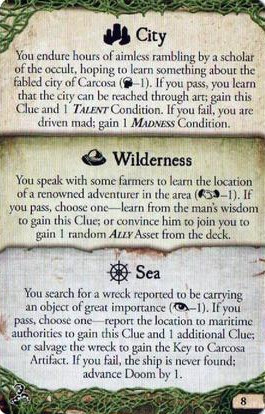 City
You endure hours of aimless rambling by a scholar
of the occult, hoping to learn something about the
fabled city of Carcosa (–1). If you pass, you learn
that the city can be reached through art; gain this
Clue and 1 TALENT Condition. If you fail, you are
driven mad; gain 1 MADNESS Condition.
Wilderness
You speak with some farmers to learn the location
of a renowned adventurer in the area (–1). If
you pass, choose one—learn from the man's wisdom
to gain this Clue; or convince him to join you to
gain 1 random ALLY Asset from the deck.
Sea
You search for a wreck reported to be carrying
an object of great importance (–1). If you
pass, choose one—report the location to maritime
authorities to gain this Clue and 1 additional Clue;
or salvage the wreck to gain the Key to Carcosa
Artifact. If you fail, the ship is never found;
advance Doom by 1.
8